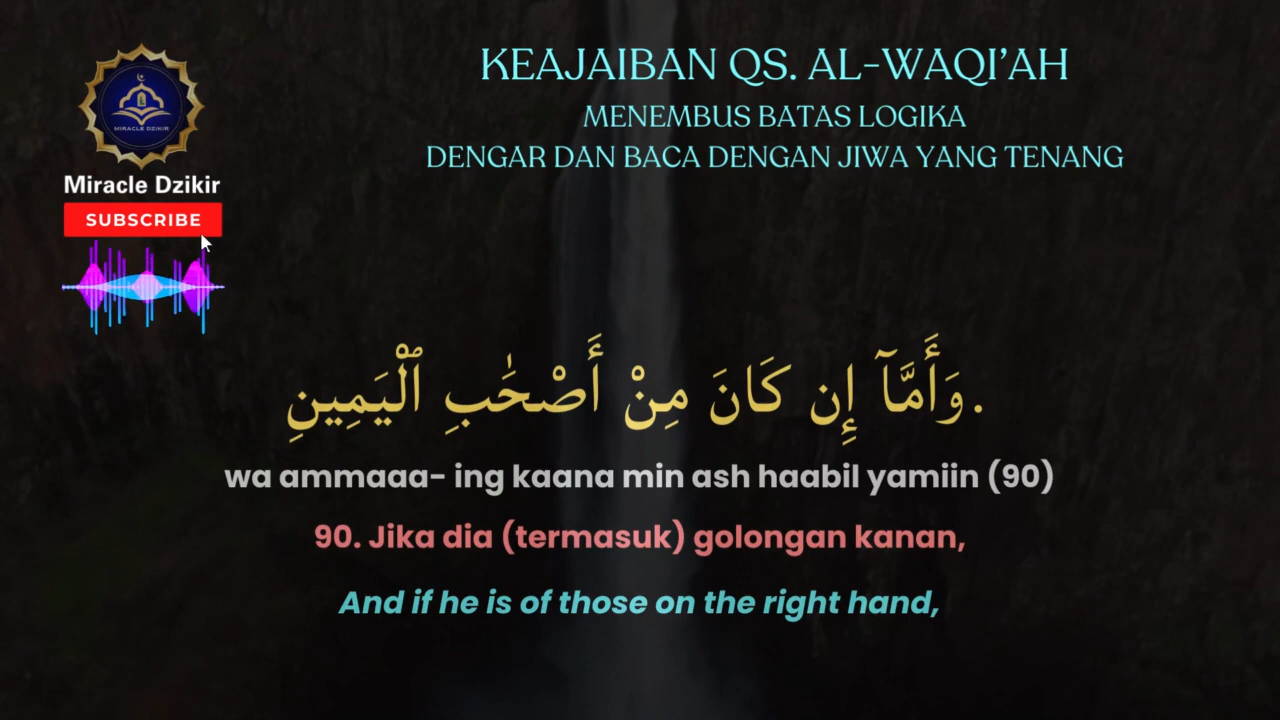 KEAJAIBAN QS. AL-WAQI'AH
MENEMBUS BATAS LOGIKA
DENGAR DAN BACA DENGAN JIWA YANG TENANG
MIRACLE DZIKIR
Miracle Dzikir
SUBSCRIBE
وَأَمَّآ إِن كَانَ مِنْ أَصْحَٰبِ ٱلْيَمِينِ.
wa ammaaa- ing kaana min ash haabil yamiin (90)
90. Jika dia (termasuk) golongan kanan,
And if he is of those on the right hand,